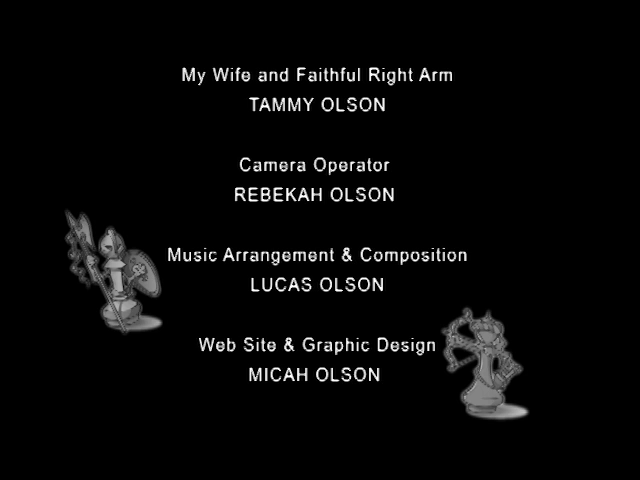 My Wife and Faithful Right Arm
TAMMY OLSON
Camera Operator
REBEKAH OLSON
Music Arrangement & Composition
LUCAS OLSON
Web Site & Graphic Design
MICAH OLSON